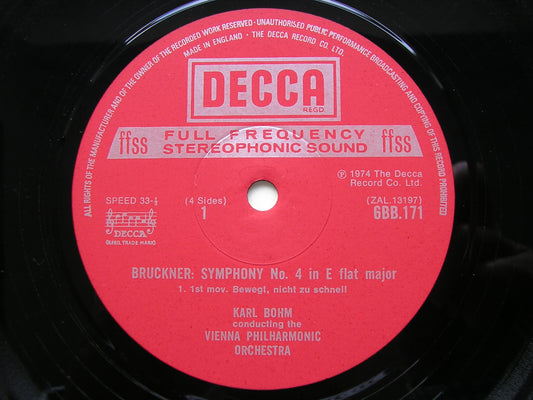 ALL RIGHTS OF THE MANUFACTURER AND OF THE OWNER OF THE RECORDED WORK RESERVED · UNAUTHORISED PUBLIC PERFORMANCE BROADCASTING AND COPYING OF THIS RECORD PROHIBITED
MADE IN ENGLAND · THE DECCA RECORD CO. LTD.
DECCA
REGD.
ffss FULL FREQUENCY ffss
STEREOPHONIC SOUND
℗ 1974 The Decca
Record Co. Ltd.
SPEED 33-⅓
(4 Sides)
1
(ZAL.13197)
6BB.171
DECCA
TRADE MARK
BRUCKNER: SYMPHONY No. 4 in E flat major
1. 1st mov. Bewegt, nicht zu schnell
KARL BOHM
conducting the
VIENNA PHILHARMONIC
ORCHESTRA